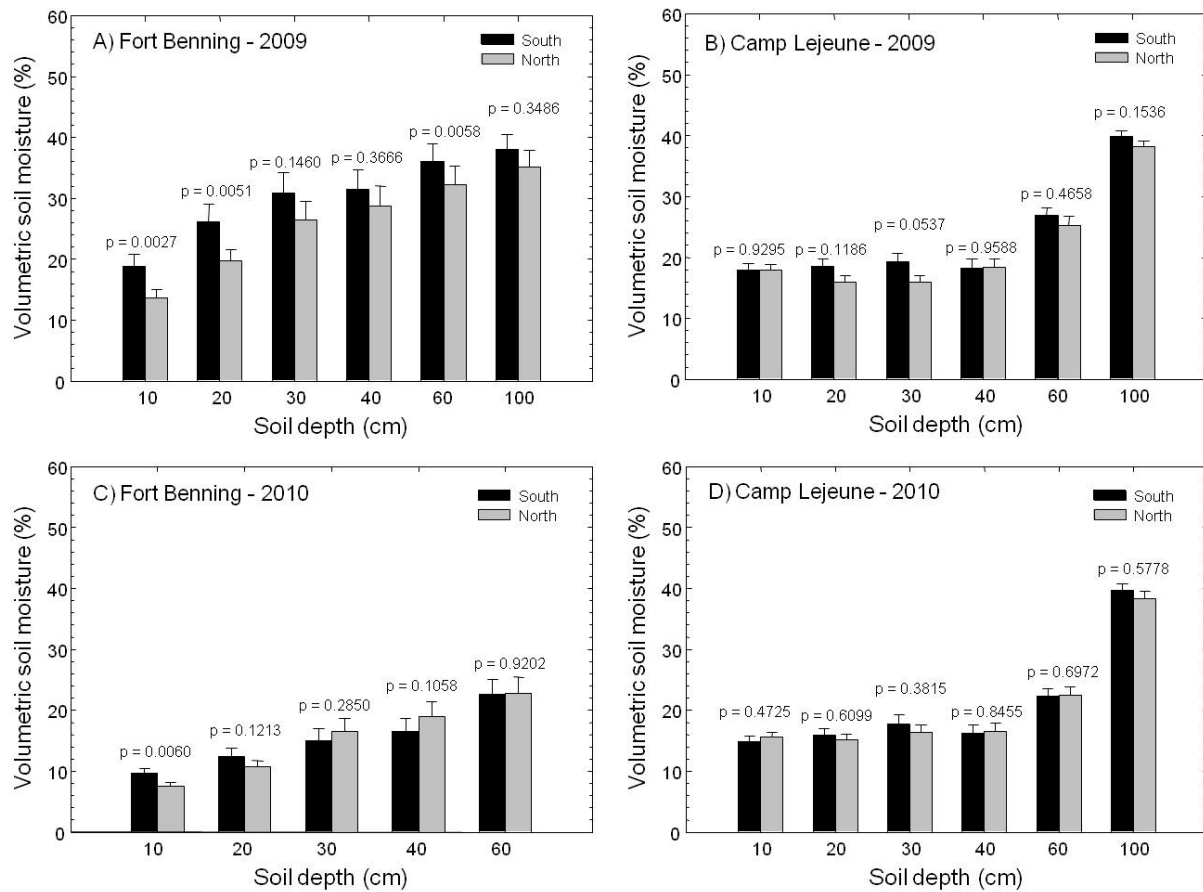 A) Fort Benning - 2009
South
North
Volumetric soil moisture (%)
60
50
40
30
20
10
0
p = 0.0027
p = 0.0051
p = 0.1460
p = 0.3666
p = 0.0058
p = 0.3486
10 20 30 40 60 100
Soil depth (cm)
B) Camp Lejeune - 2009
South
North
Volumetric soil moisture (%)
60
50
40
30
20
10
0
p = 0.9295
p = 0.1186
p = 0.0537
p = 0.9588
p = 0.4658
p = 0.1536
10 20 30 40 60 100
Soil depth (cm)
C) Fort Benning - 2010
South
North
Volumetric soil moisture (%)
60
50
40
30
20
10
0
p = 0.0060
p = 0.1213
p = 0.2850
p = 0.1058
p = 0.9202
10 20 30 40 60
Soil depth (cm)
D) Camp Lejeune - 2010
South
North
Volumetric soil moisture (%)
60
50
40
30
20
10
0
p = 0.4725
p = 0.6099
p = 0.3815
p = 0.8455
p = 0.6972
p = 0.5778
10 20 30 40 60 100
Soil depth (cm)